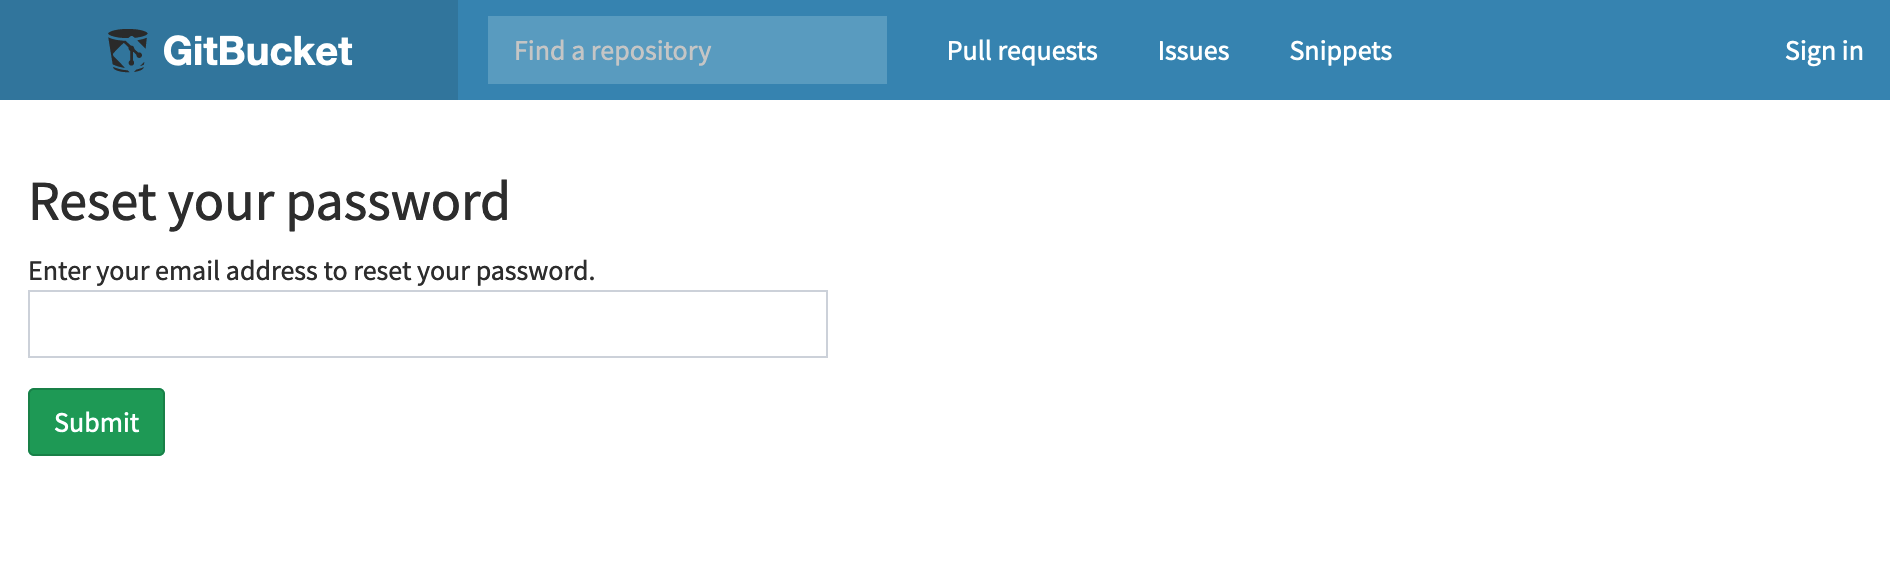 GitBucket
Find a repository
Pull requests
Issues
Snippets
Sign in
Reset your password
Enter your email address to reset your password.
Submit